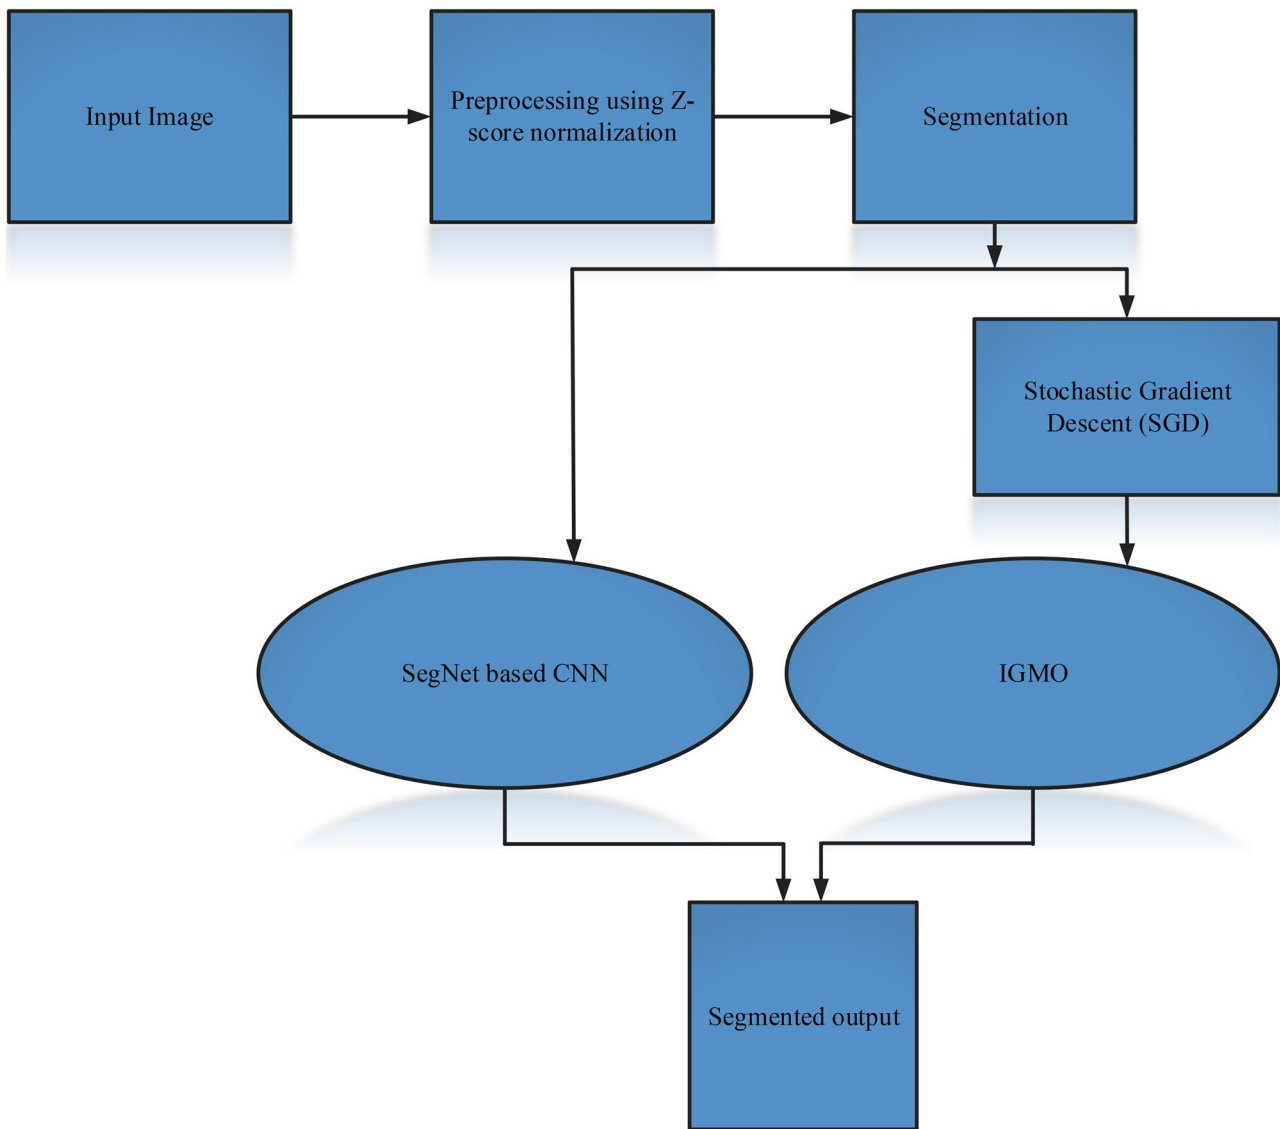 Input Image
Preprocessing using Z-
score normalization
Segmentation
Stochastic Gradient
Descent (SGD)
SegNet based CNN
IGMO
Segmented output